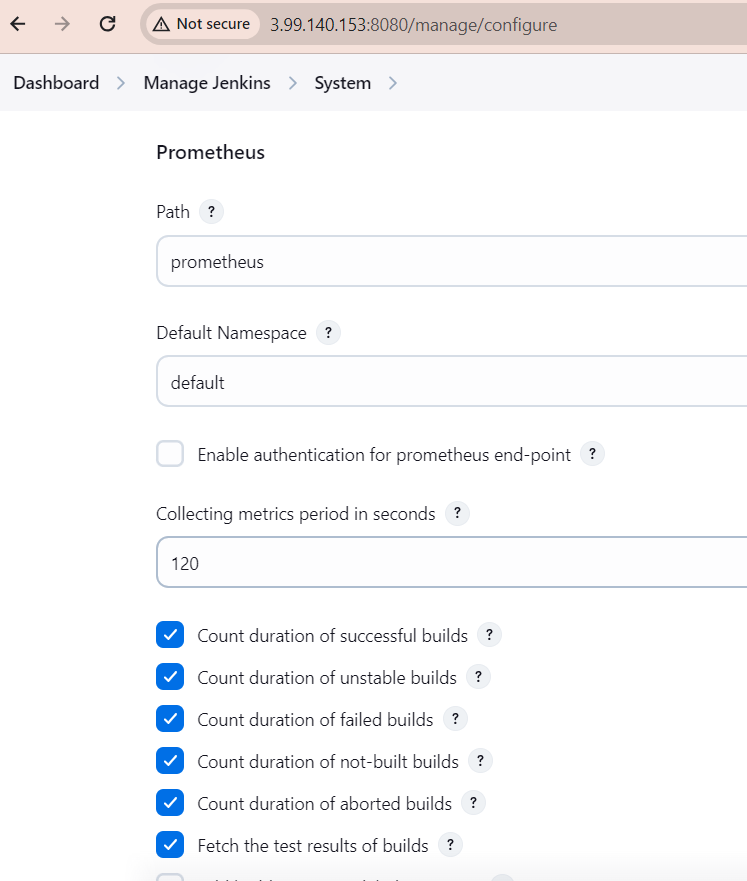 Not secure 3.99.140.153:8080/manage/configure
Dashboard > Manage Jenkins > System >
Prometheus
Path ?
prometheus
Default Namespace ?
default
Enable authentication for prometheus end-point ?
Collecting metrics period in seconds ?
120
Count duration of successful builds ?
Count duration of unstable builds ?
Count duration of failed builds ?
Count duration of not-built builds ?
Count duration of aborted builds ?
Fetch the test results of builds ?